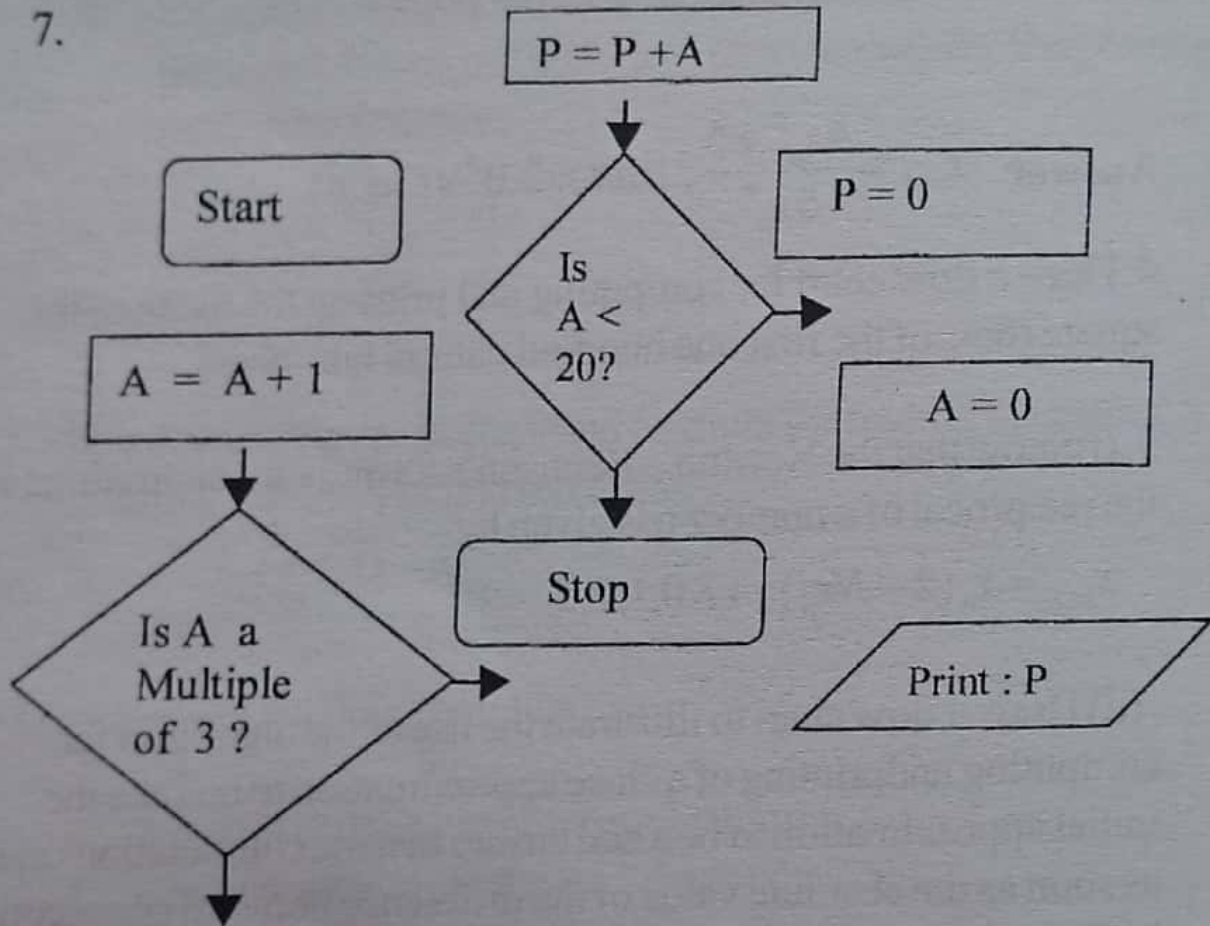 7.
P = P + A
Start
Is
A <
20?
P = 0
A = A + 1
A = 0
Stop
Is A a
Multiple
of 3 ?
Print : P